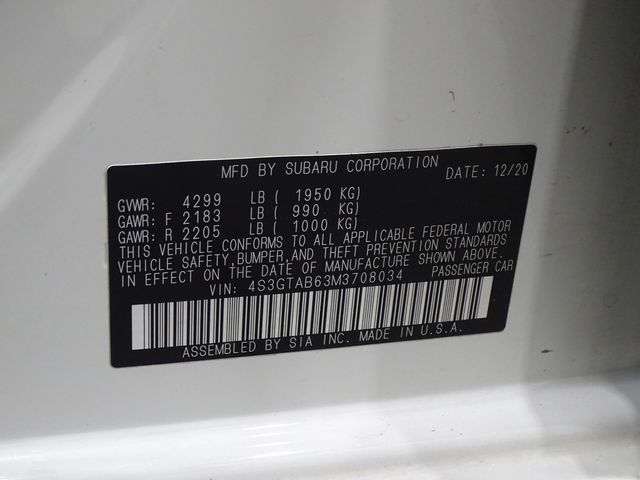 MFD BY SUBARU CORPORATION DATE: 12/20
GVWR: 4299 LB ( 1950 KG)
GAWR: F 2183 LB ( 990 KG)
GAWR: R 2205 LB ( 1000 KG)
THIS VEHICLE CONFORMS TO ALL APPLICABLE FEDERAL MOTOR
VEHICLE SAFETY, BUMPER, AND THEFT PREVENTION STANDARDS
IN EFFECT ON THE DATE OF MANUFACTURE SHOWN ABOVE.
VIN: 4S3GTAB63M3708034 PASSENGER CAR
ASSEMBLED BY SIA INC. MADE IN U.S.A.